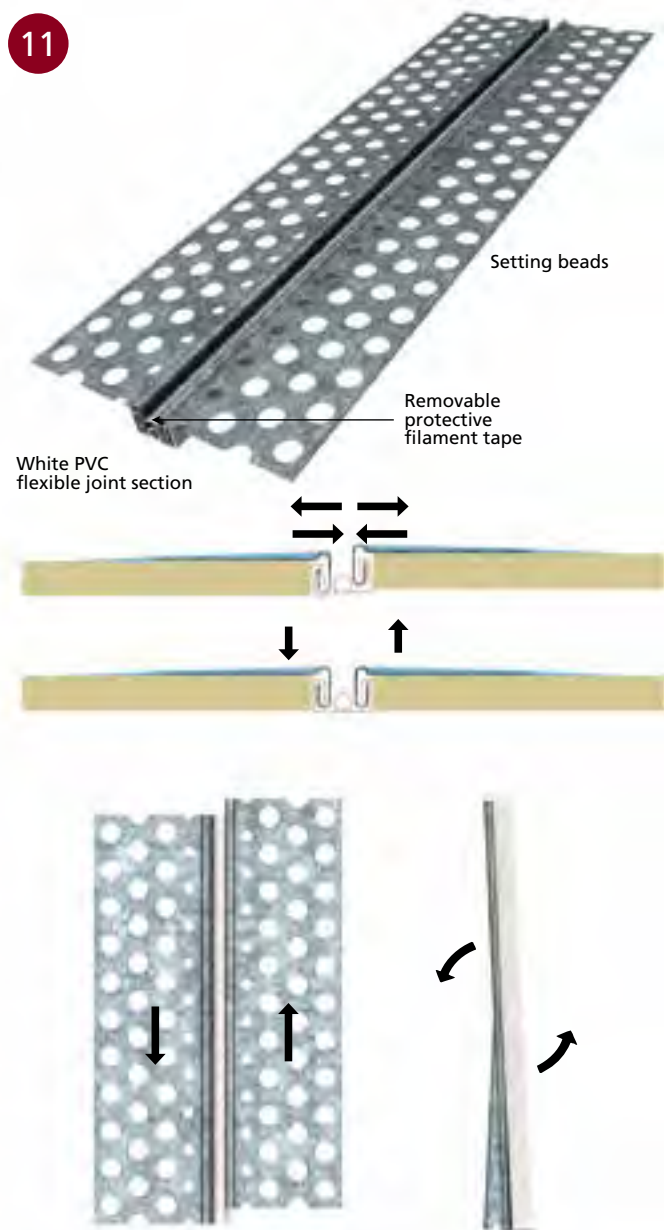 11
Setting beads
Removable
protective
filament tape
White PVC
flexible joint section